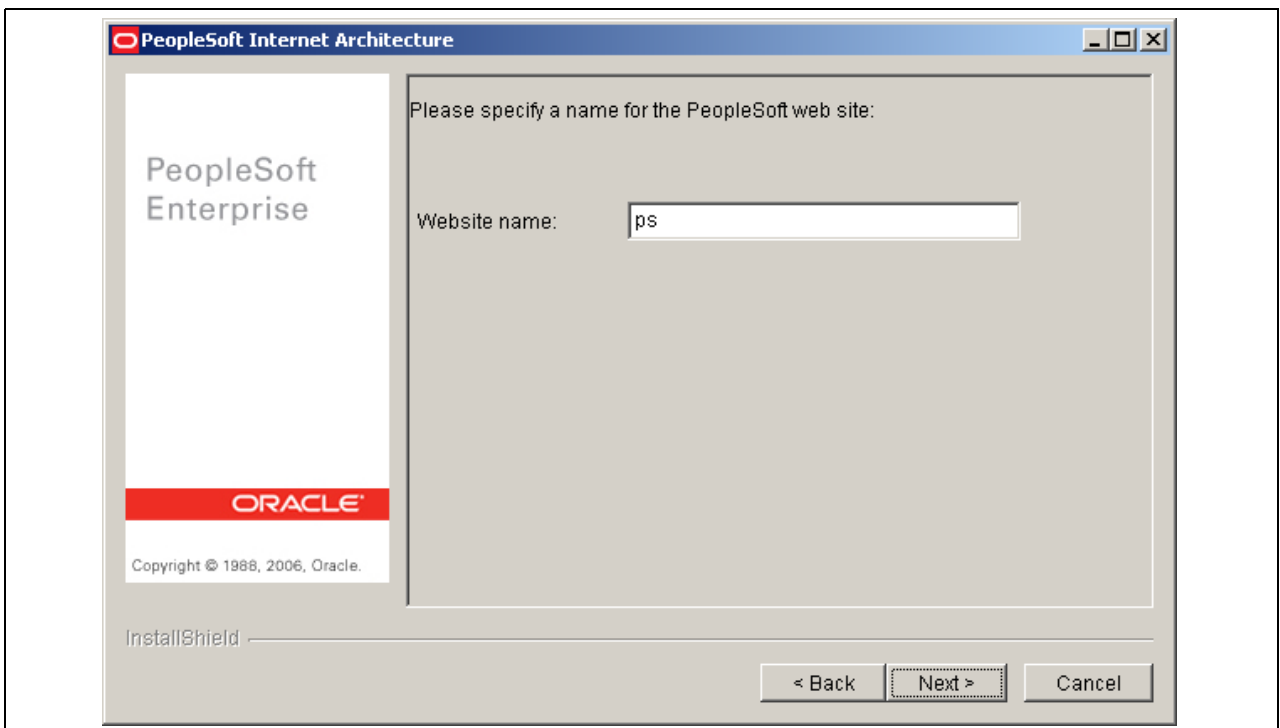 PeopleSoft Internet Architecture
PeopleSoft
Enterprise
ORACLE
Copyright © 1988, 2006, Oracle.
Please specify a name for the PeopleSoft web site:
Website name:
ps
InstallShield
< Back
Next >
Cancel